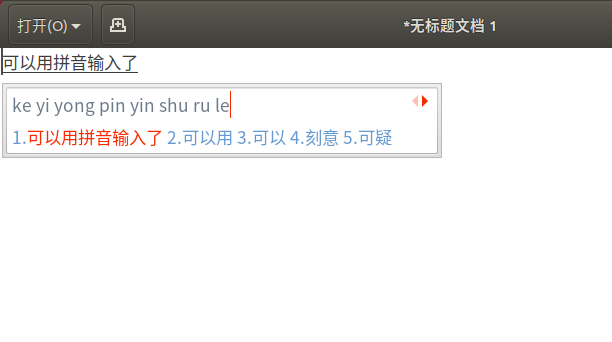 打开(O) *无标题文档 1
可以用拼音输入了
ke yi yong pin yin shu ru le
1.可以用拼音输入了 2.可以用 3.可以 4.刻意 5.可疑